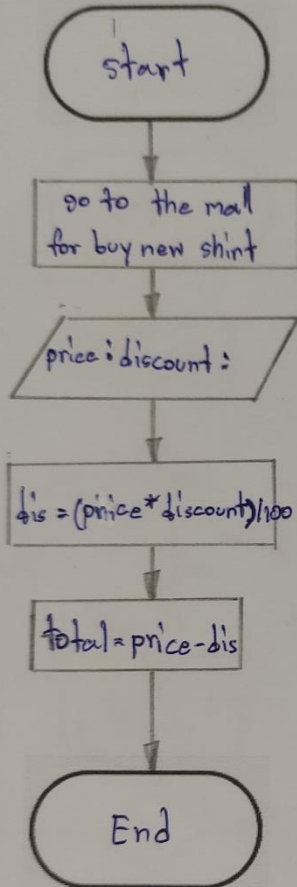 start
go to the mall
for buy new shirt
price: discount:
dis = (price * discount)/100
total = price - dis
End